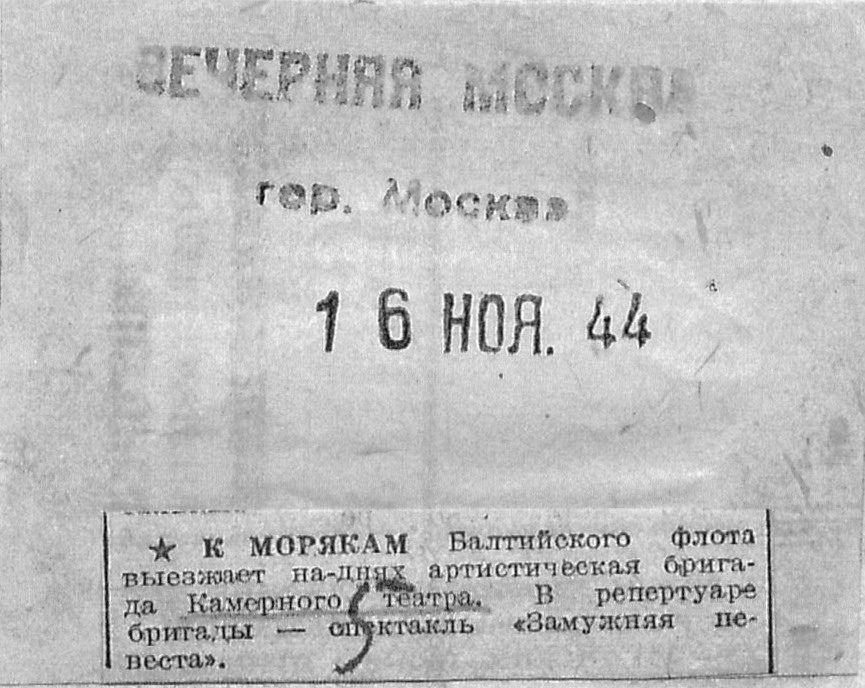 ВЕЧЕРНЯЯ МОСКВА
гор. Москва
16 НОЯ. 44
★ К МОРЯКАМ Балтийского флота
выезжает на-днях артистическая брига-
да Камерного театра. В репертуаре
бригады — спектакль «Замужняя не-
веста».